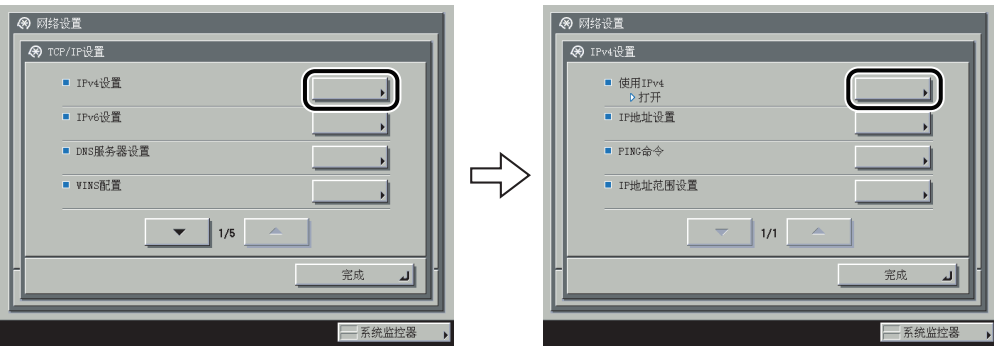 网络设置
TCP/IP设置
IPv4设置
IPv6设置
DNS服务器设置
WINS配置
1/5
完成
系统监控器
网络设置
IPv4设置
使用IPv4
打开
IP地址设置
PING命令
IP地址范围设置
1/1
完成
系统监控器